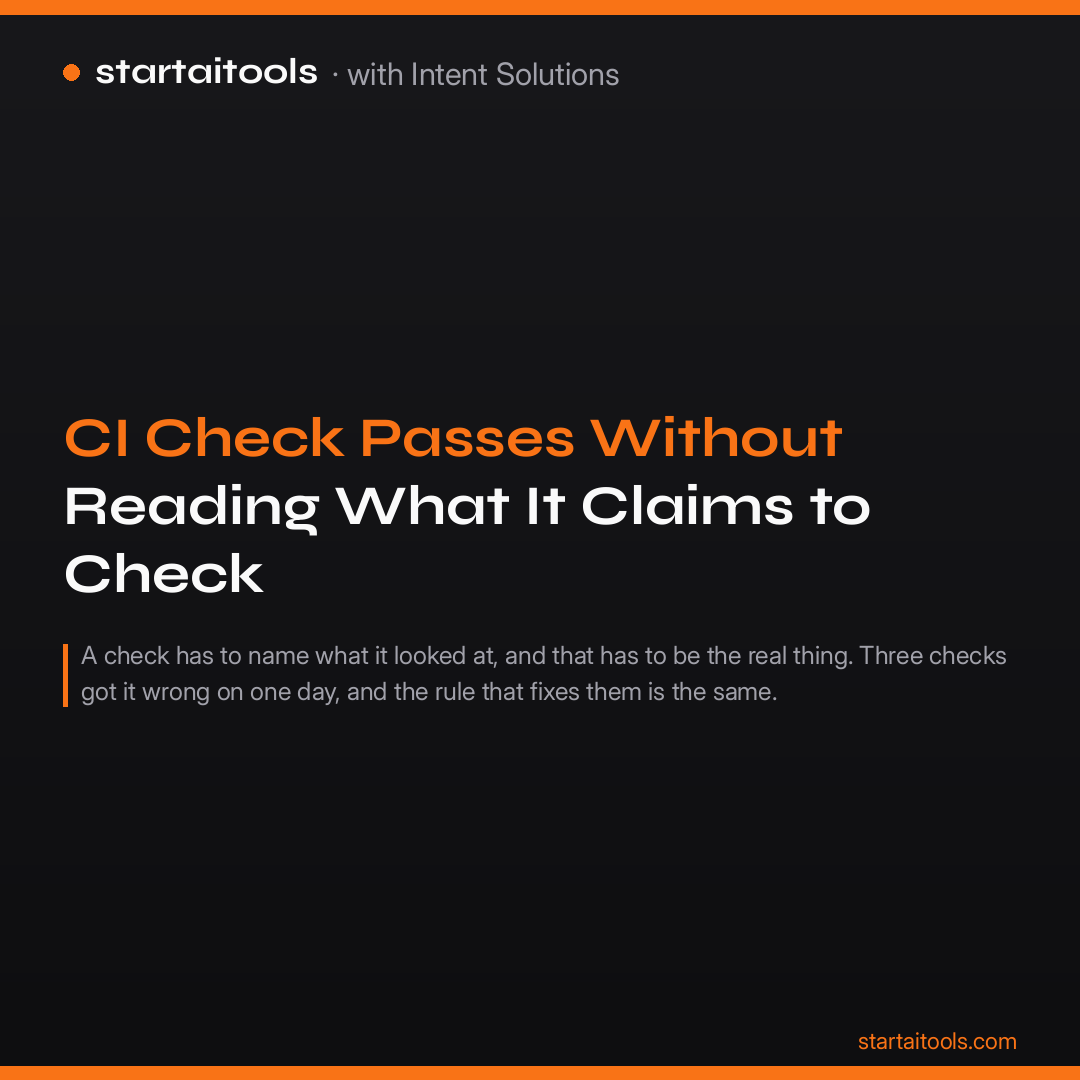 startaitools · with Intent Solutions
CI Check Passes Without
Reading What It Claims to
Check
A check has to name what it looked at, and that has to be the real thing. Three checks
got it wrong on one day, and the rule that fixes them is the same.
startaitools.com